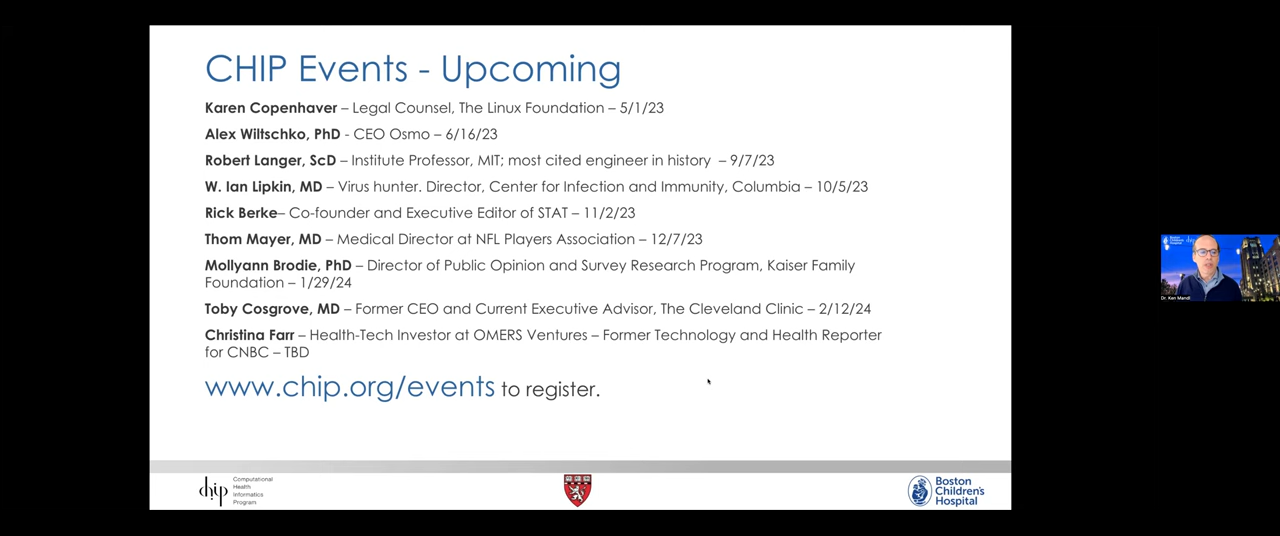 CHIP Events - Upcoming
Karen Copenhaver – Legal Counsel, The Linux Foundation – 5/1/23
Alex Wiltschko, PhD - CEO Osmo – 6/16/23
Robert Langer, ScD – Institute Professor, MIT; most cited engineer in history – 9/7/23
W. Ian Lipkin, MD – Virus hunter. Director, Center for Infection and Immunity, Columbia – 10/5/23
Rick Berke– Co-founder and Executive Editor of STAT – 11/2/23
Thom Mayer, MD – Medical Director at NFL Players Association – 12/7/23
Mollyann Brodie, PhD – Director of Public Opinion and Survey Research Program, Kaiser Family
Foundation – 1/29/24
Toby Cosgrove, MD – Former CEO and Current Executive Advisor, The Cleveland Clinic – 2/12/24
Christina Farr – Health-Tech Investor at OMERS Ventures – Former Technology and Health Reporter
for CNBC – TBD
www.chip.org/events to register.
chip
Computational
Health
Informatics
Program
Boston
Children's
Hospital
Boston
Children's
Hospital
chip
Dr. Ken Mandl